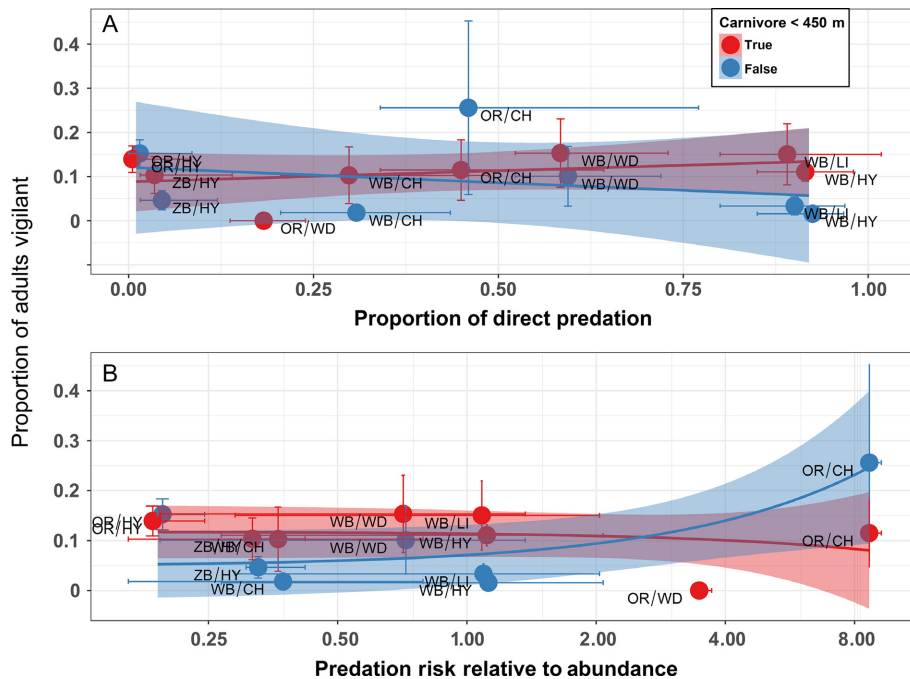 A
Carnivore < 450 m
True
False
0.4
0.3
0.2
0.1
0
OR/CH
OR/HY
OR/HY
ZB/HY
ZB/HY
OR/WD
WB/CH
WB/CH
OR/CH
WB/WD
WB/WD
WB/LI
WB/HY
WB/LI
WB/HY
0.00
0.25
0.50
0.75
1.00
Proportion of direct predation
Proportion of adults vigilant
B
0.4
0.3
0.2
0.1
0
OR/CH
OR/HY
OR/HY
WB/WD
WB/LI
OR/CH
ZB/HY
WB/CH
WB/WD
WB/HY
ZB/HY
WB/CH
WB/LI
WB/HY
OR/WD
0.25
0.50
1.00
2.00
4.00
8.00
Predation risk relative to abundance